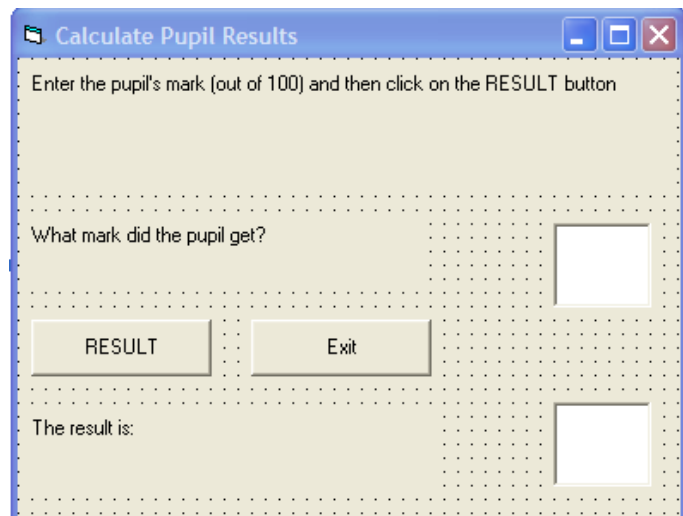 Calculate Pupil Results
Enter the pupil's mark (out of 100) and then click on the RESULT button
What mark did the pupil get?
RESULT Exit
The result is: